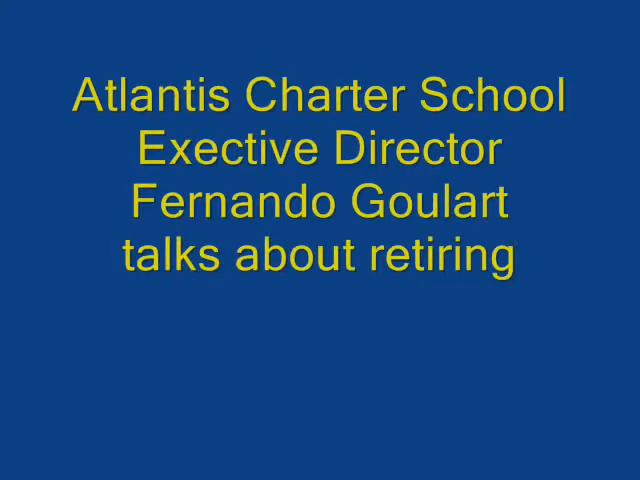 Atlantis Charter School
Exective Director
Fernando Goulart
talks about retiring